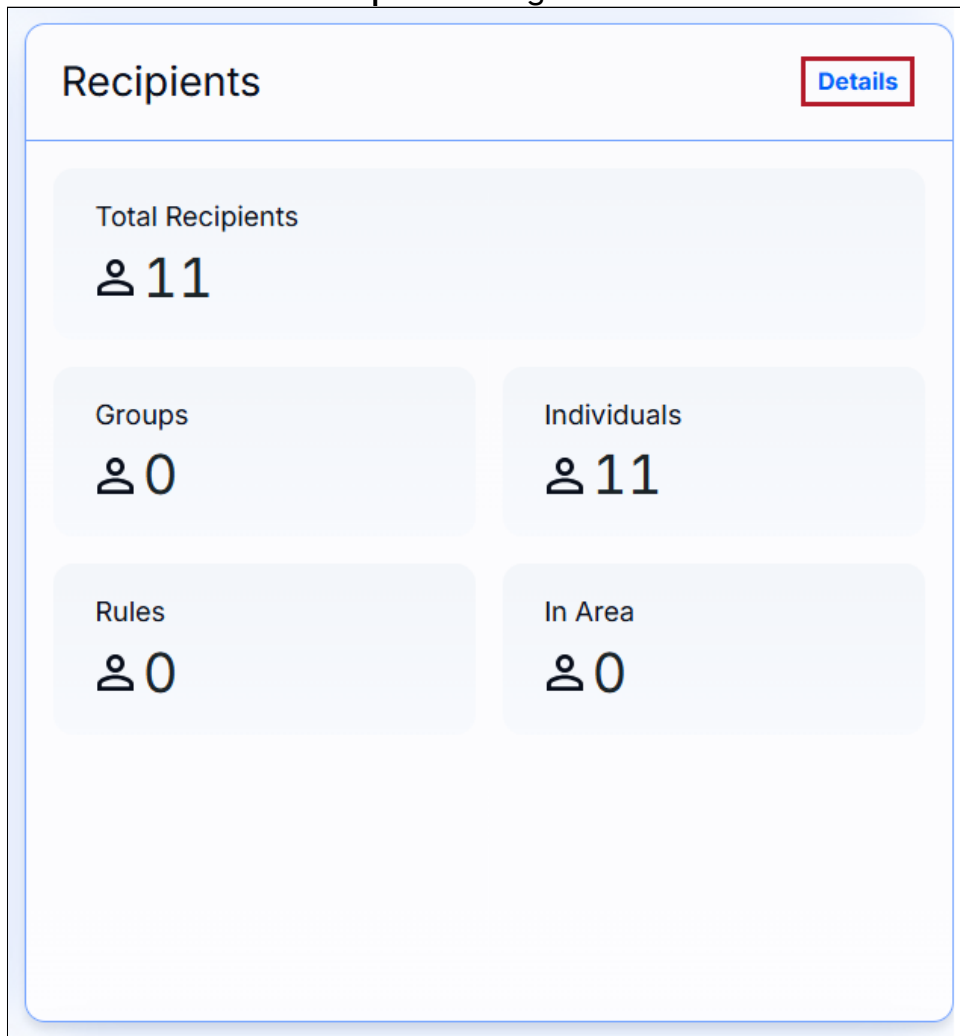 Recipients
Details
Total Recipients
11
Groups
0
Individuals
11
Rules
0
In Area
0